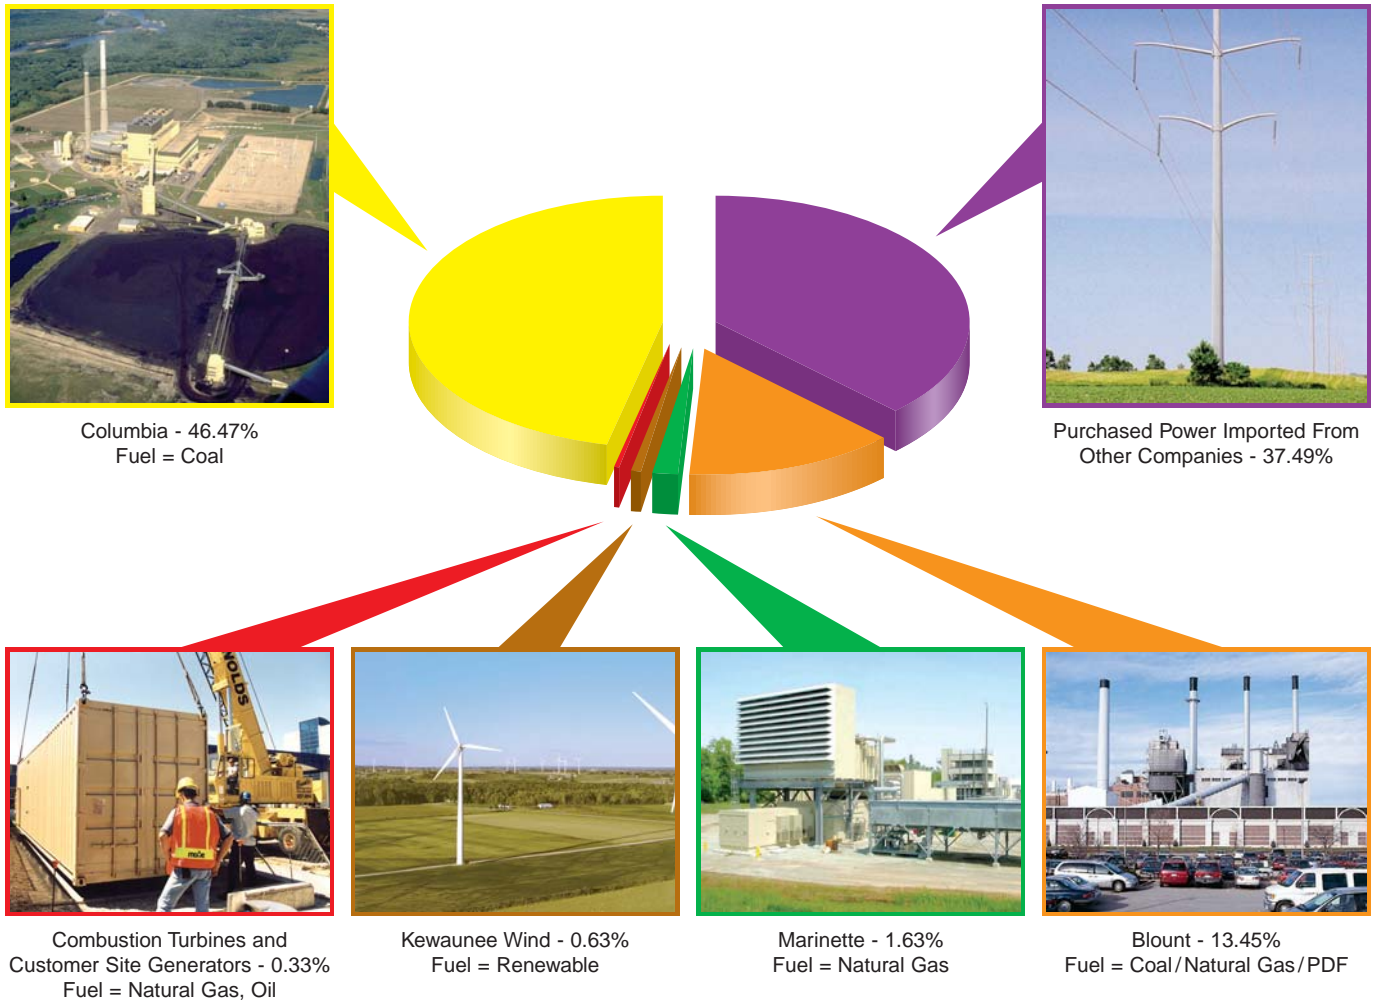 Columbia - 46.47%
Fuel = Coal
Purchased Power Imported From
Other Companies - 37.49%
NOLDS
mge
Combustion Turbines and
Customer Site Generators - 0.33%
Fuel = Natural Gas, Oil
Kewaunee Wind - 0.63%
Fuel = Renewable
Marinette - 1.63%
Fuel = Natural Gas
Blount - 13.45%
Fuel = Coal/Natural Gas/PDF